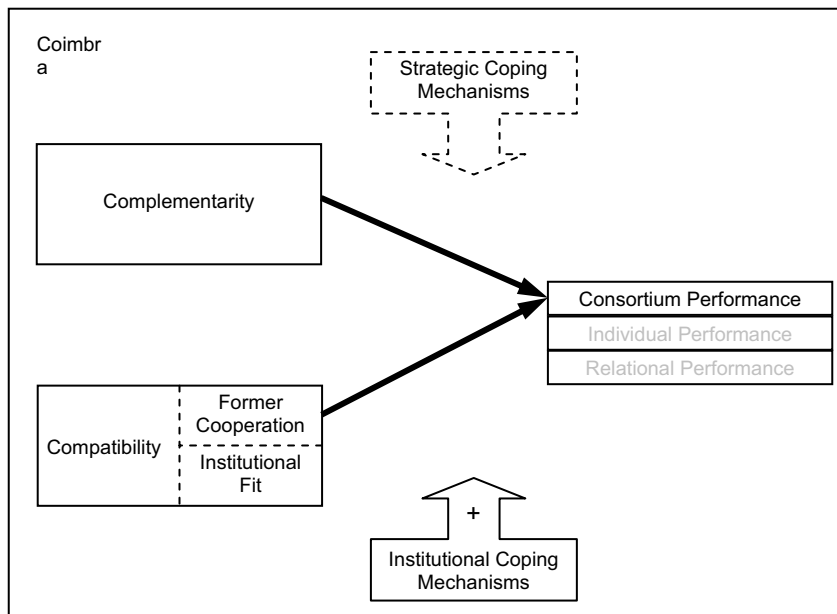 Coimbr
a
Strategic Coping
Mechanisms
Complementarity
Consortium Performance
Individual Performance
Relational Performance
Compatibility
Former
Cooperation
Institutional
Fit
+
Institutional Coping
Mechanisms